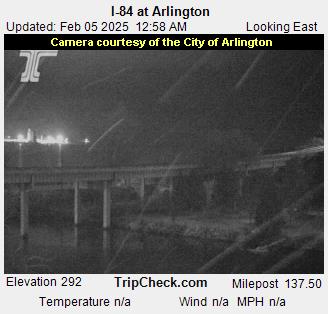 I-84 at Arlington
Updated: Feb 05 2025 12:58 AM Looking East
Camera courtesy of the City of Arlington
Elevation 292 TripCheck.com Milepost 137.50
Temperature n/a Wind n/a MPH n/a